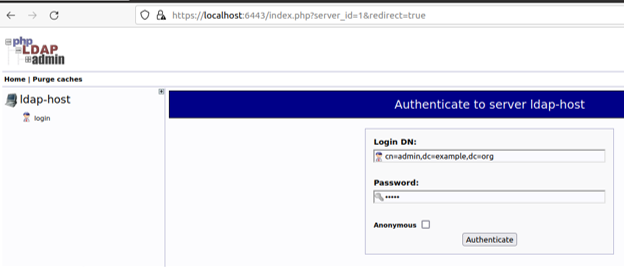 https://localhost:6443/index.php?server_id=1&redirect=true
php
LDAP
admin
Home | Purge caches
ldap-host
login
Authenticate to server ldap-host
Login DN:
cn=admin,dc=example,dc=org
Password:
•••••
Anonymous
Authenticate